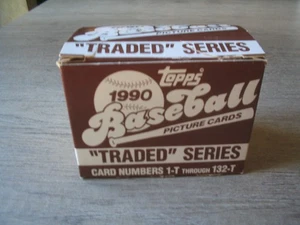 "TRADED" SERIES
topps
1990
Baseball
PICTURE CARDS
"TRADED" SERIES
CARD NUMBERS 1-T THROUGH 132-T